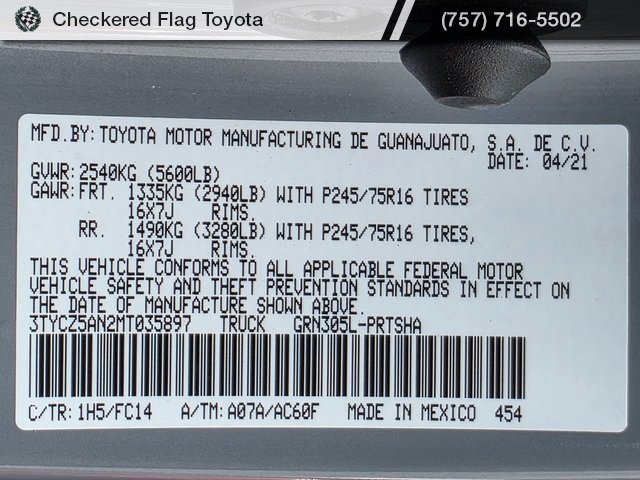 Checkered Flag Toyota (757) 716-5502
MFD.BY: TOYOTA MOTOR MANUFACTURING DE GUANAJUATO, S.A. DE C.V.
DATE: 04/21
GVWR: 2540KG (5600LB)
GAWR: FRT. 1335KG (2940LB) WITH P245/75R16 TIRES
16X7J RIMS.
RR. 1490KG (3280LB) WITH P245/75R16 TIRES,
16X7J RIMS.
THIS VEHICLE CONFORMS TO ALL APPLICABLE FEDERAL MOTOR
VEHICLE SAFETY AND THEFT PREVENTION STANDARDS IN EFFECT ON
THE DATE OF MANUFACTURE SHOWN ABOVE.
3TYCZ5AN2MT035897 TRUCK GRN305L-PRTSHA
C/TR: 1H5/FC14 A/TM: A07A/AC60F MADE IN MEXICO 454